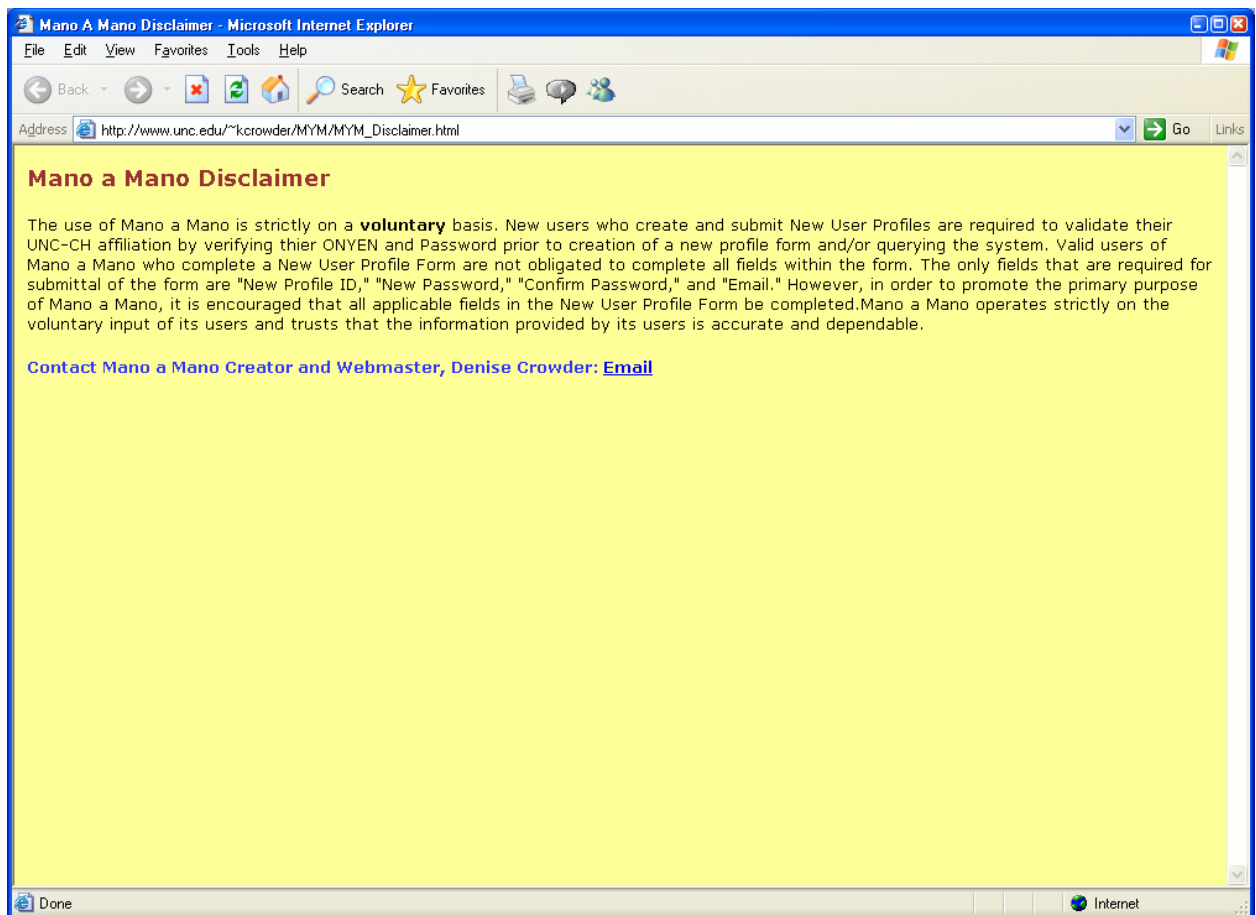 Mano A Mano Disclaimer - Microsoft Internet Explorer
File Edit View Favorites Tools Help
Back Search Favorites
Address http://www.unc.edu/~kcrowder/MYM/MYM_Disclaimer.html Go Links
Mano a Mano Disclaimer
The use of Mano a Mano is strictly on a voluntary basis. New users who create and submit New User Profiles are required to validate their
UNC-CH affiliation by verifying thier ONYEN and Password prior to creation of a new profile form and/or querying the system. Valid users of
Mano a Mano who complete a New User Profile Form are not obligated to complete all fields within the form. The only fields that are required for
submittal of the form are "New Profile ID," "New Password," "Confirm Password," and "Email." However, in order to promote the primary purpose
of Mano a Mano, it is encouraged that all applicable fields in the New User Profile Form be completed.Mano a Mano operates strictly on the
voluntary input of its users and trusts that the information provided by its users is accurate and dependable.
Contact Mano a Mano Creator and Webmaster, Denise Crowder: Email
Done Internet